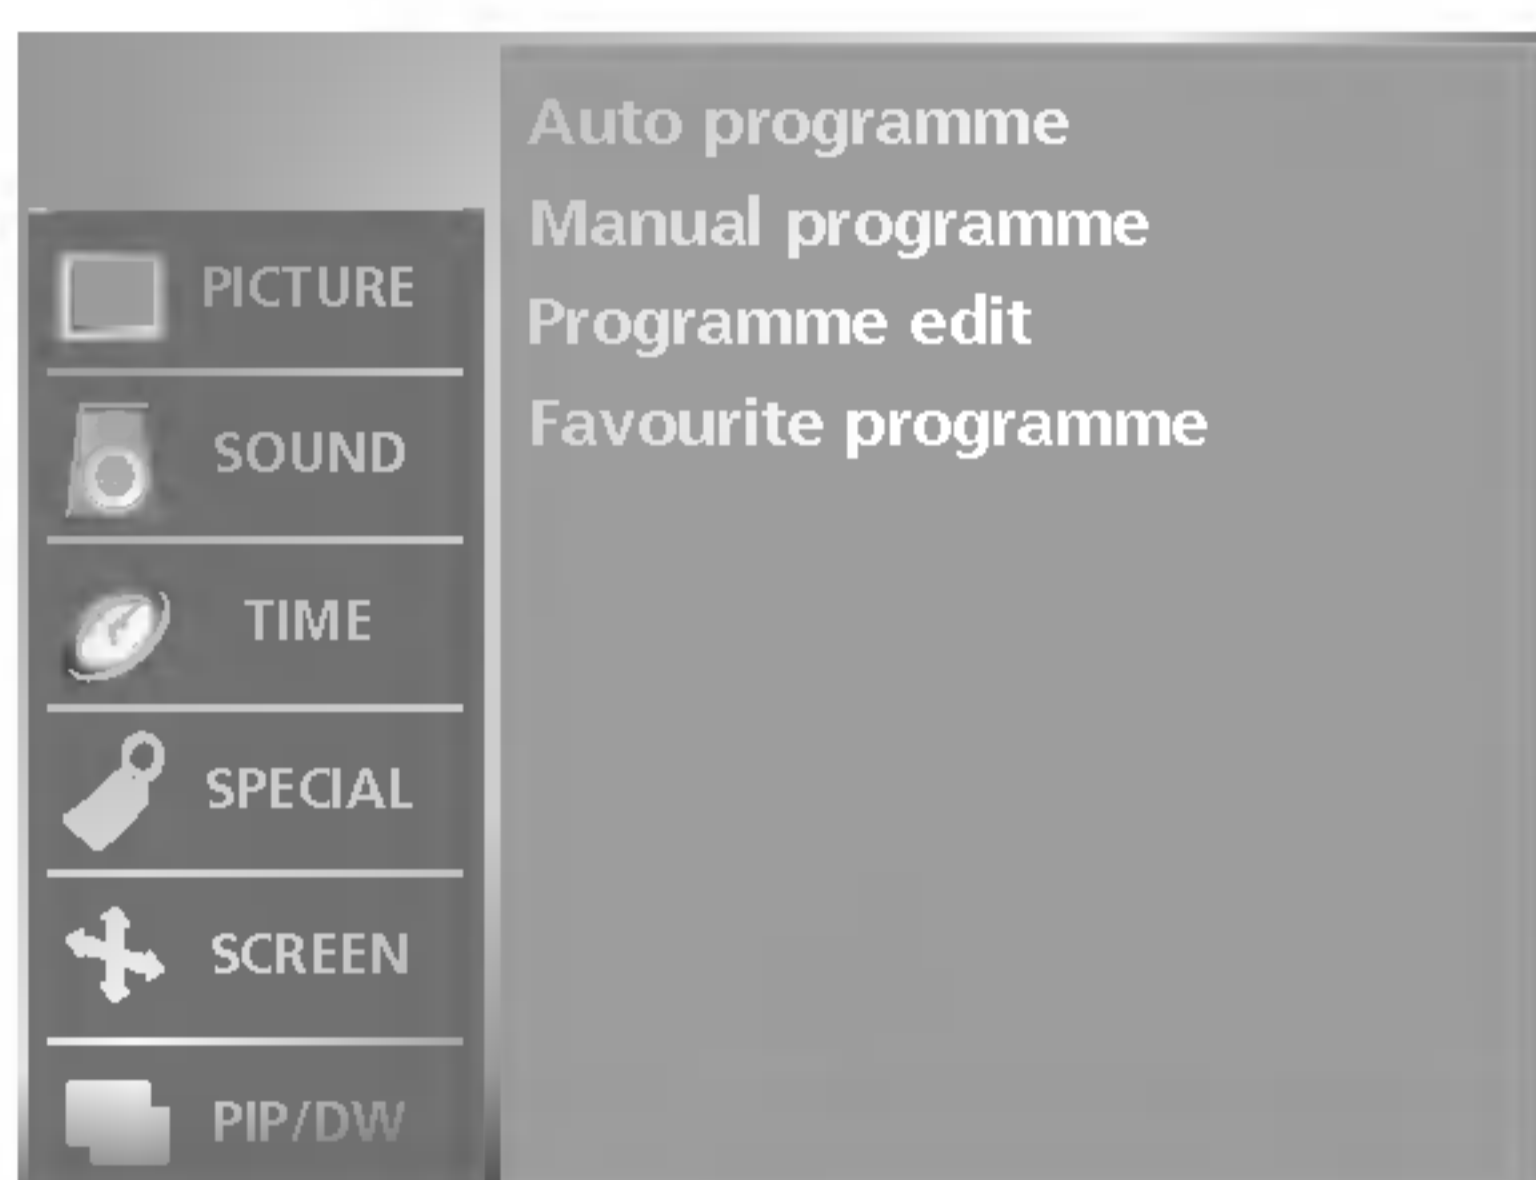 PICTURE
SOUND
TIME
SPECIAL
SCREEN
PIP/DW
Auto programme
Manual programme
Programme edit
Favourite programme